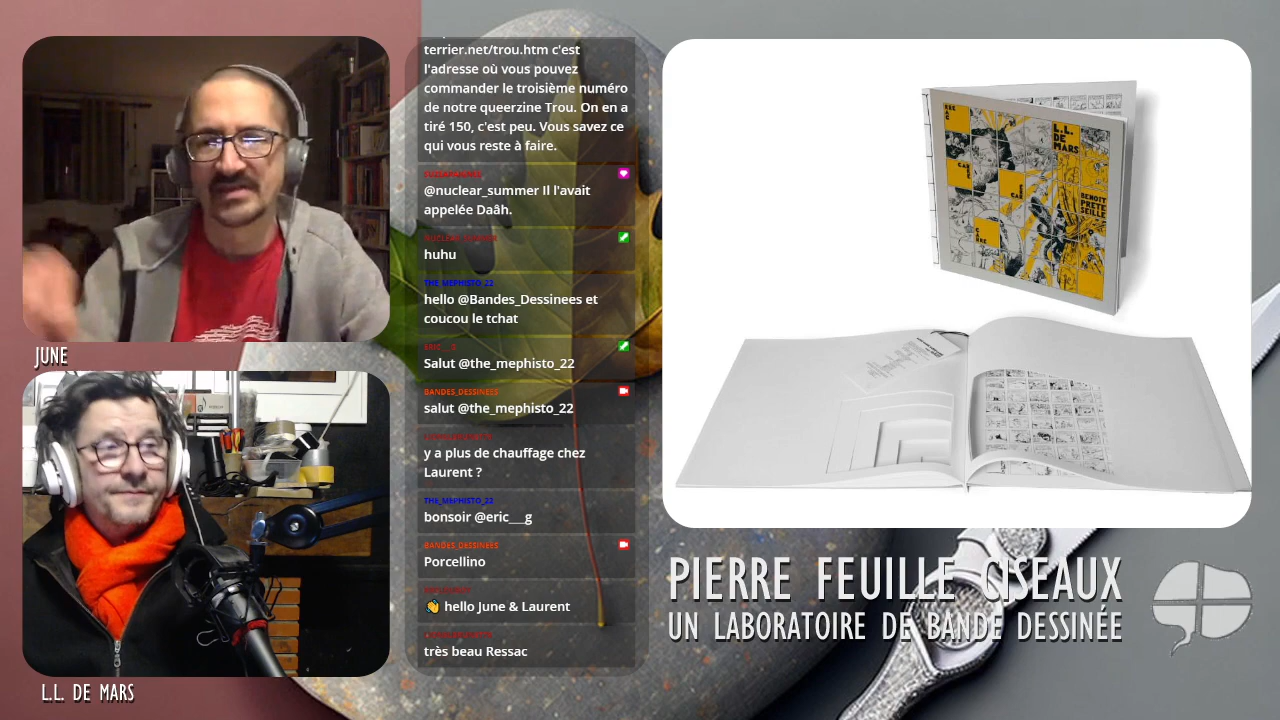 JUNE
L.L. DE MARS
terrier.net/trou.htm c'est
l'adresse où vous pouvez
commander le troisième numéro
de notre queerzine Trou. On en a
tiré 150, c'est peu. Vous savez ce
qui vous reste à faire.
@nuclear_summer Il l'avait
appelée Daâh.
NUCLEAR_SUMMER
huhu
THE_MEPHISTO_22
hello @Bandes_Dessinees et
coucou le tchat
ERIC___G
Salut @the_mephisto_22
BANDES_DESSINEES
salut @the_mephisto_22
y a plus de chauffage chez
Laurent ?
THE_MEPHISTO_22
bonsoir @eric___g
BANDES_DESSINEES
Porcellino
👏 hello June & Laurent
très beau Ressac
L.L.
DE
MARS
BENOIT
PRETE
SEILLE
PIERRE FEUILLE CISEAUX
UN LABORATOIRE DE BANDE DESSINÉE